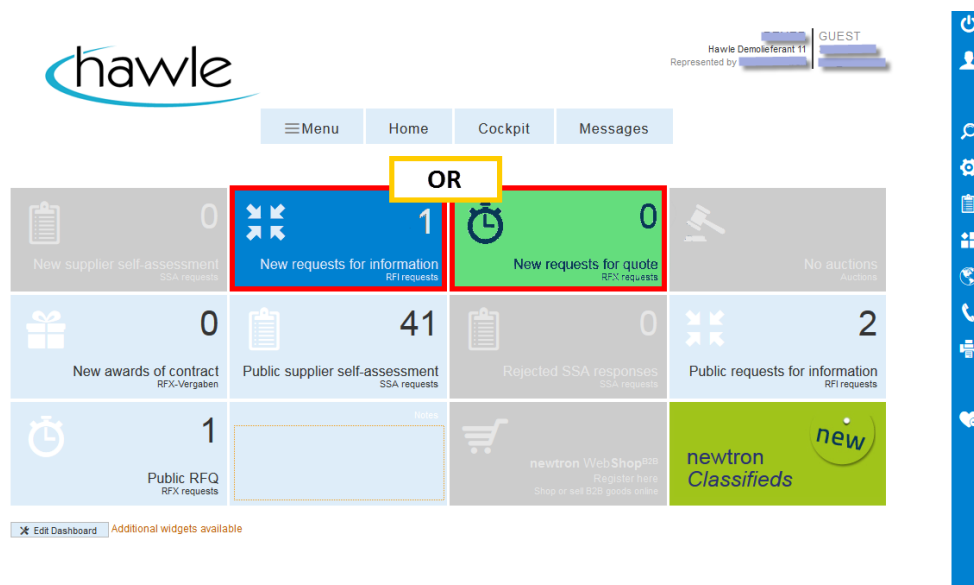 hawle
GUEST
Hawle Demolieferant 11
Represented by
Menu
Home
Cockpit
Messages
OR
0
New supplier self-assessment
SSA requests
1
New requests for information
RFI requests
0
New requests for quote
RFX requests
No auctions
Auctions
0
New awards of contract
RFX-Vergaben
41
Public supplier self-assessment
SSA requests
0
Rejected SSA responses
SSA requests
2
Public requests for information
RFI requests
1
Public RFQ
RFX requests
Notes
newtron WebShop B2B
Register here
Shop or sell B2B goods online
new
newtron
Classifieds
Edit Dashboard
Additional widgets available